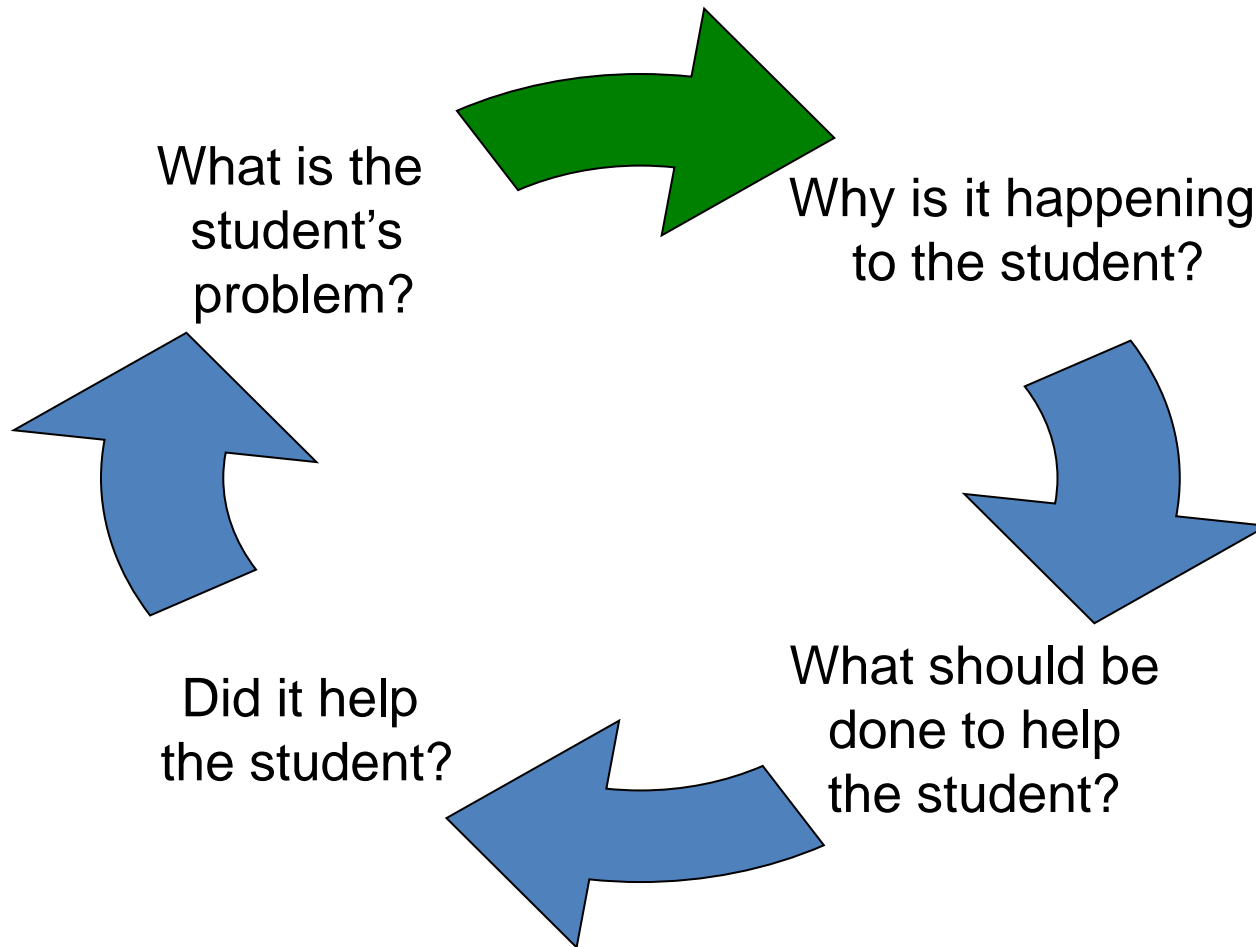 What is the
student’s
problem?
Why is it happening
to the student?
What should be
done to help
the student?
Did it help
the student?